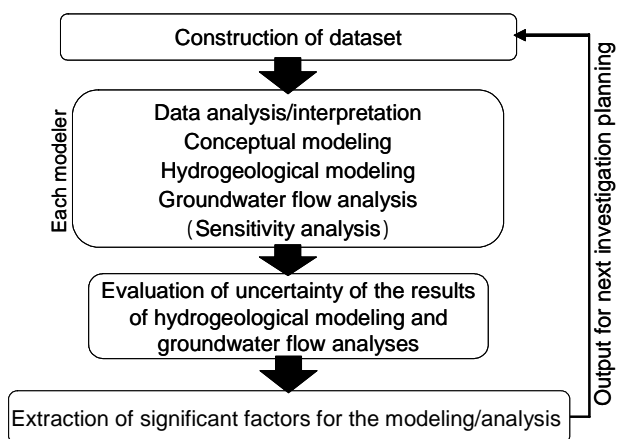 Construction of dataset
Each modeler
Data analysis/interpretation
Conceptual modeling
Hydrogeological modeling
Groundwater flow analysis
(Sensitivity analysis)
Evaluation of uncertainty of the results
of hydrogeological modeling and
groundwater flow analyses
Extraction of significant factors for the modeling/analysis
Output for next investigation planning